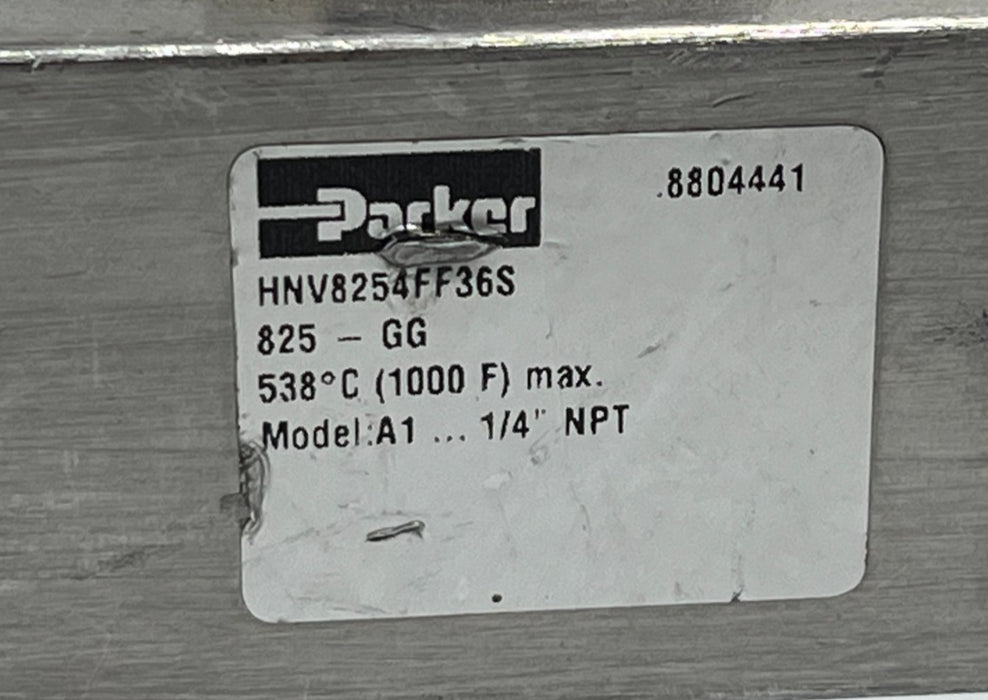 Parker
.8804441
HNV8254FF36S
825 – GG
538°C (1000 F) max.
Model:A1 ... 1/4" NPT